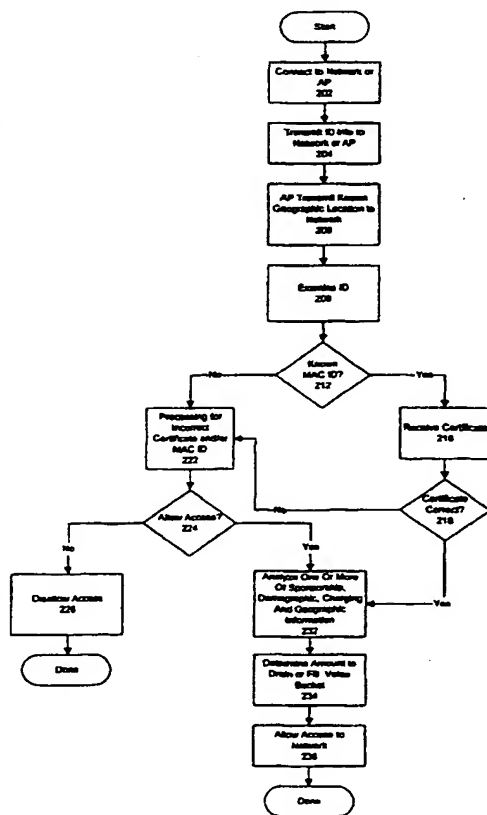 Start
Connect to Network or
AP
202
Transmit ID Info to
Network or AP
204
AP Transmit Known
Geographic Location to
Network
Examine ID
208
Known
MAC ID?
212
No
Yes
Processing for
Incorrect
Certificate and/or
MAC ID
222
Receive Certificate
216
Certificate
Correct?
218
No
Yes
Allow Access?
224
No
Yes
Disallow Access
226
Done
Analyze One Or More
Of Sponsorship,
Demographic, Charging
And Geographic
Information
232
Determine Amount to
Drain or Fill Value
Bucket
234
Allow Access to
Network
236
Done